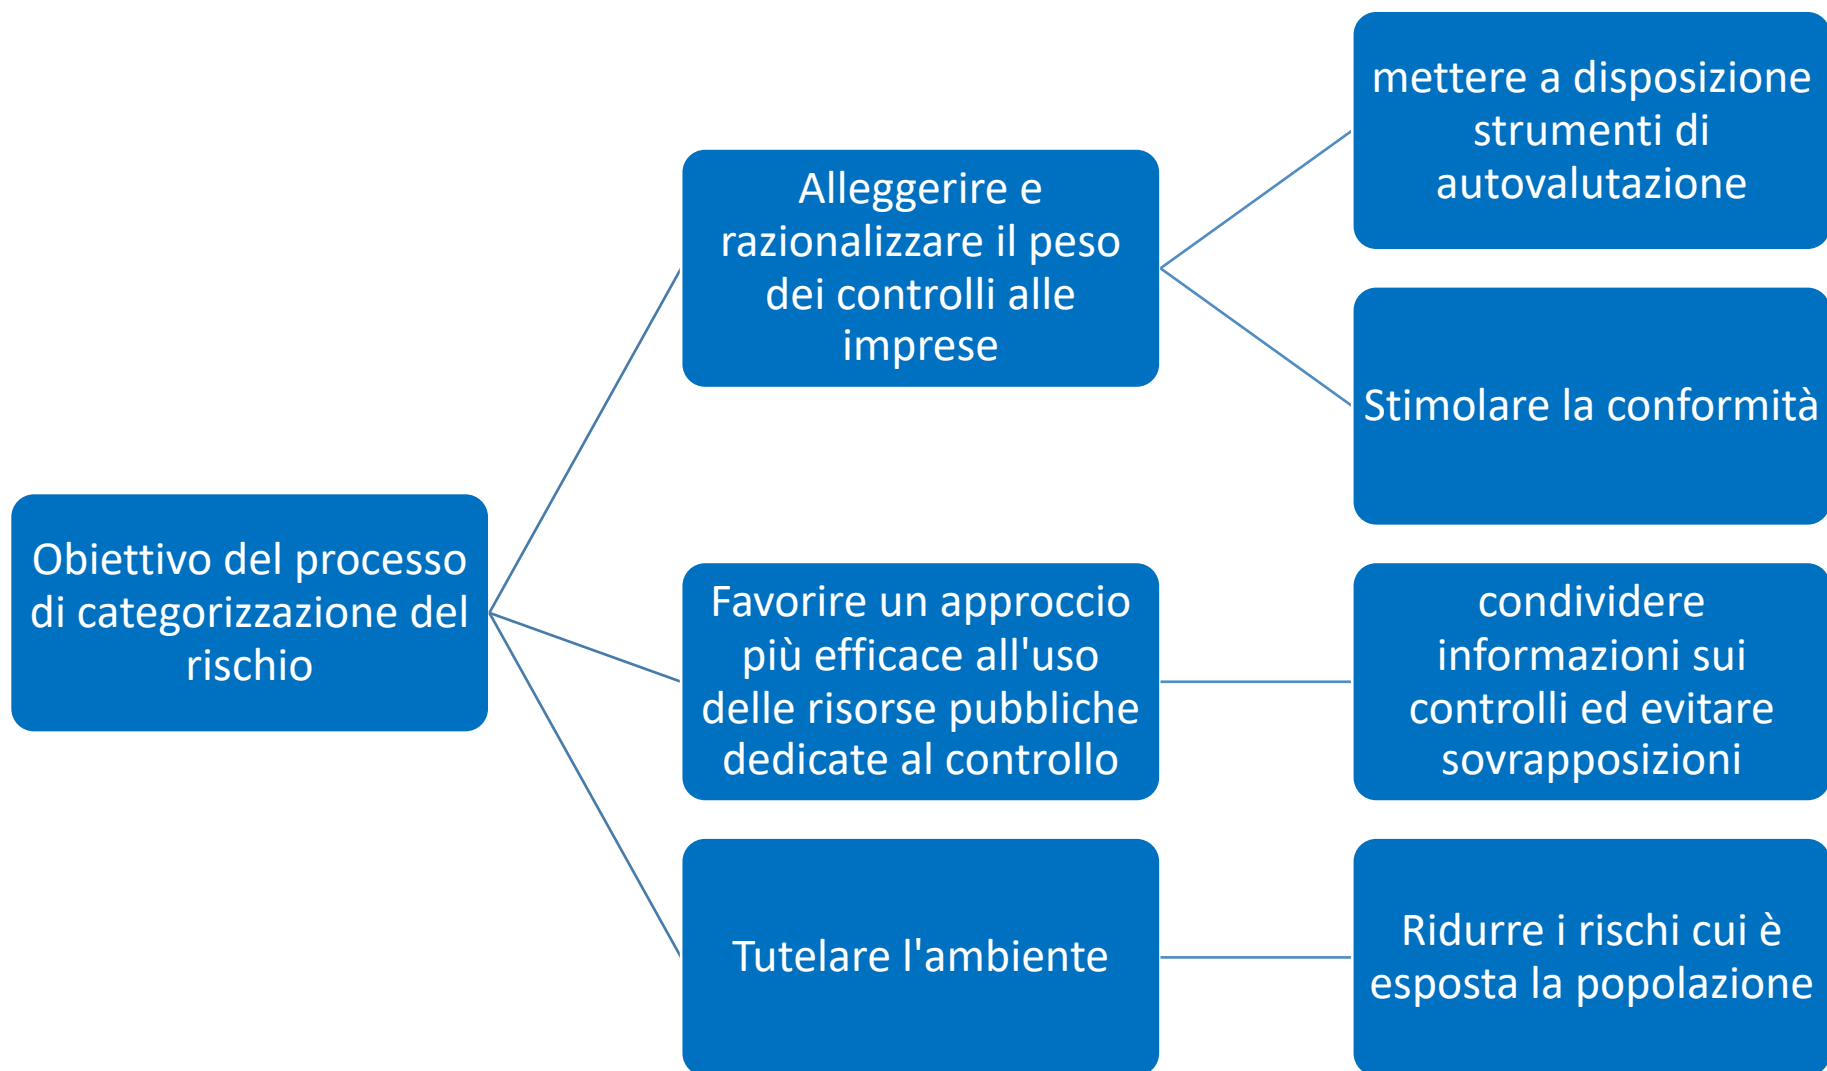 Obiettivo del processo
di categorizzazione del
rischio
Alleggerire e
razionalizzare il peso
dei controlli alle
imprese
mettere a disposizione
strumenti di
autovalutazione
Stimolare la conformità
Favorire un approccio
più efficace all'uso
delle risorse pubbliche
dedicate al controllo
condividere
informazioni sui
controlli ed evitare
sovrapposizioni
Tutelare l'ambiente
Ridurre i rischi cui è
esposta la popolazione